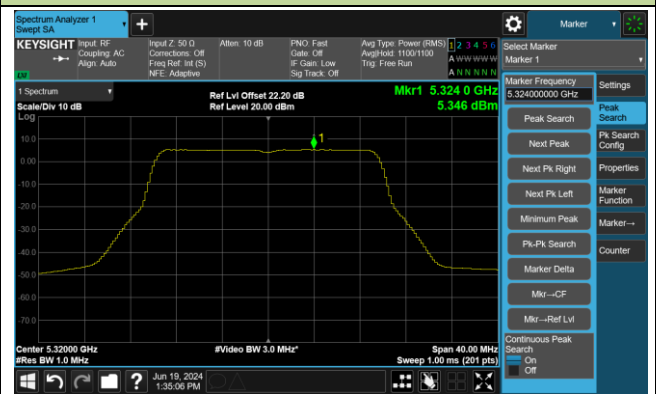 Spectrum Analyzer 1
Swept SA
+
Marker
KEYSIGHT
Input: RF
Coupling: AC
Align: Auto
Input Z: 50 Ω
Corrections: Off
Freq Ref: Int (S)
NFE: Adaptive
Atten: 10 dB
PNO: Fast
Gate: Off
IF Gain: Low
Sig Track: Off
Avg Type: Power (RMS)
Avg|Hold: 1100/1100
Trig: Free Run
1 2 3 4 5 6
A W W W W W
A N N N N N
Select Marker
Marker 1
LXI
1 Spectrum
Scale/Div 10 dB
Log
Ref Lvl Offset 22.20 dB
Ref Level 20.00 dBm
Mkr1 5.324 0 GHz
5.346 dBm
1
10.0
0.00
-10.0
-20.0
-30.0
-40.0
-50.0
-60.0
-70.0
Center 5.32000 GHz
#Res BW 1.0 MHz
#Video BW 3.0 MHz*
Span 40.00 MHz
Sweep 1.00 ms (201 pts)
Marker Frequency
5.324000000 GHz
Peak Search
Next Peak
Next Pk Right
Next Pk Left
Minimum Peak
Pk-Pk Search
Marker Delta
Mkr→CF
Mkr→Ref Lvl
Continuous Peak
Search
On
Off
Settings
Peak
Search
Pk Search
Config
Properties
Marker
Function
Marker→
Counter
?
Jun 19, 2024
1:35:06 PM